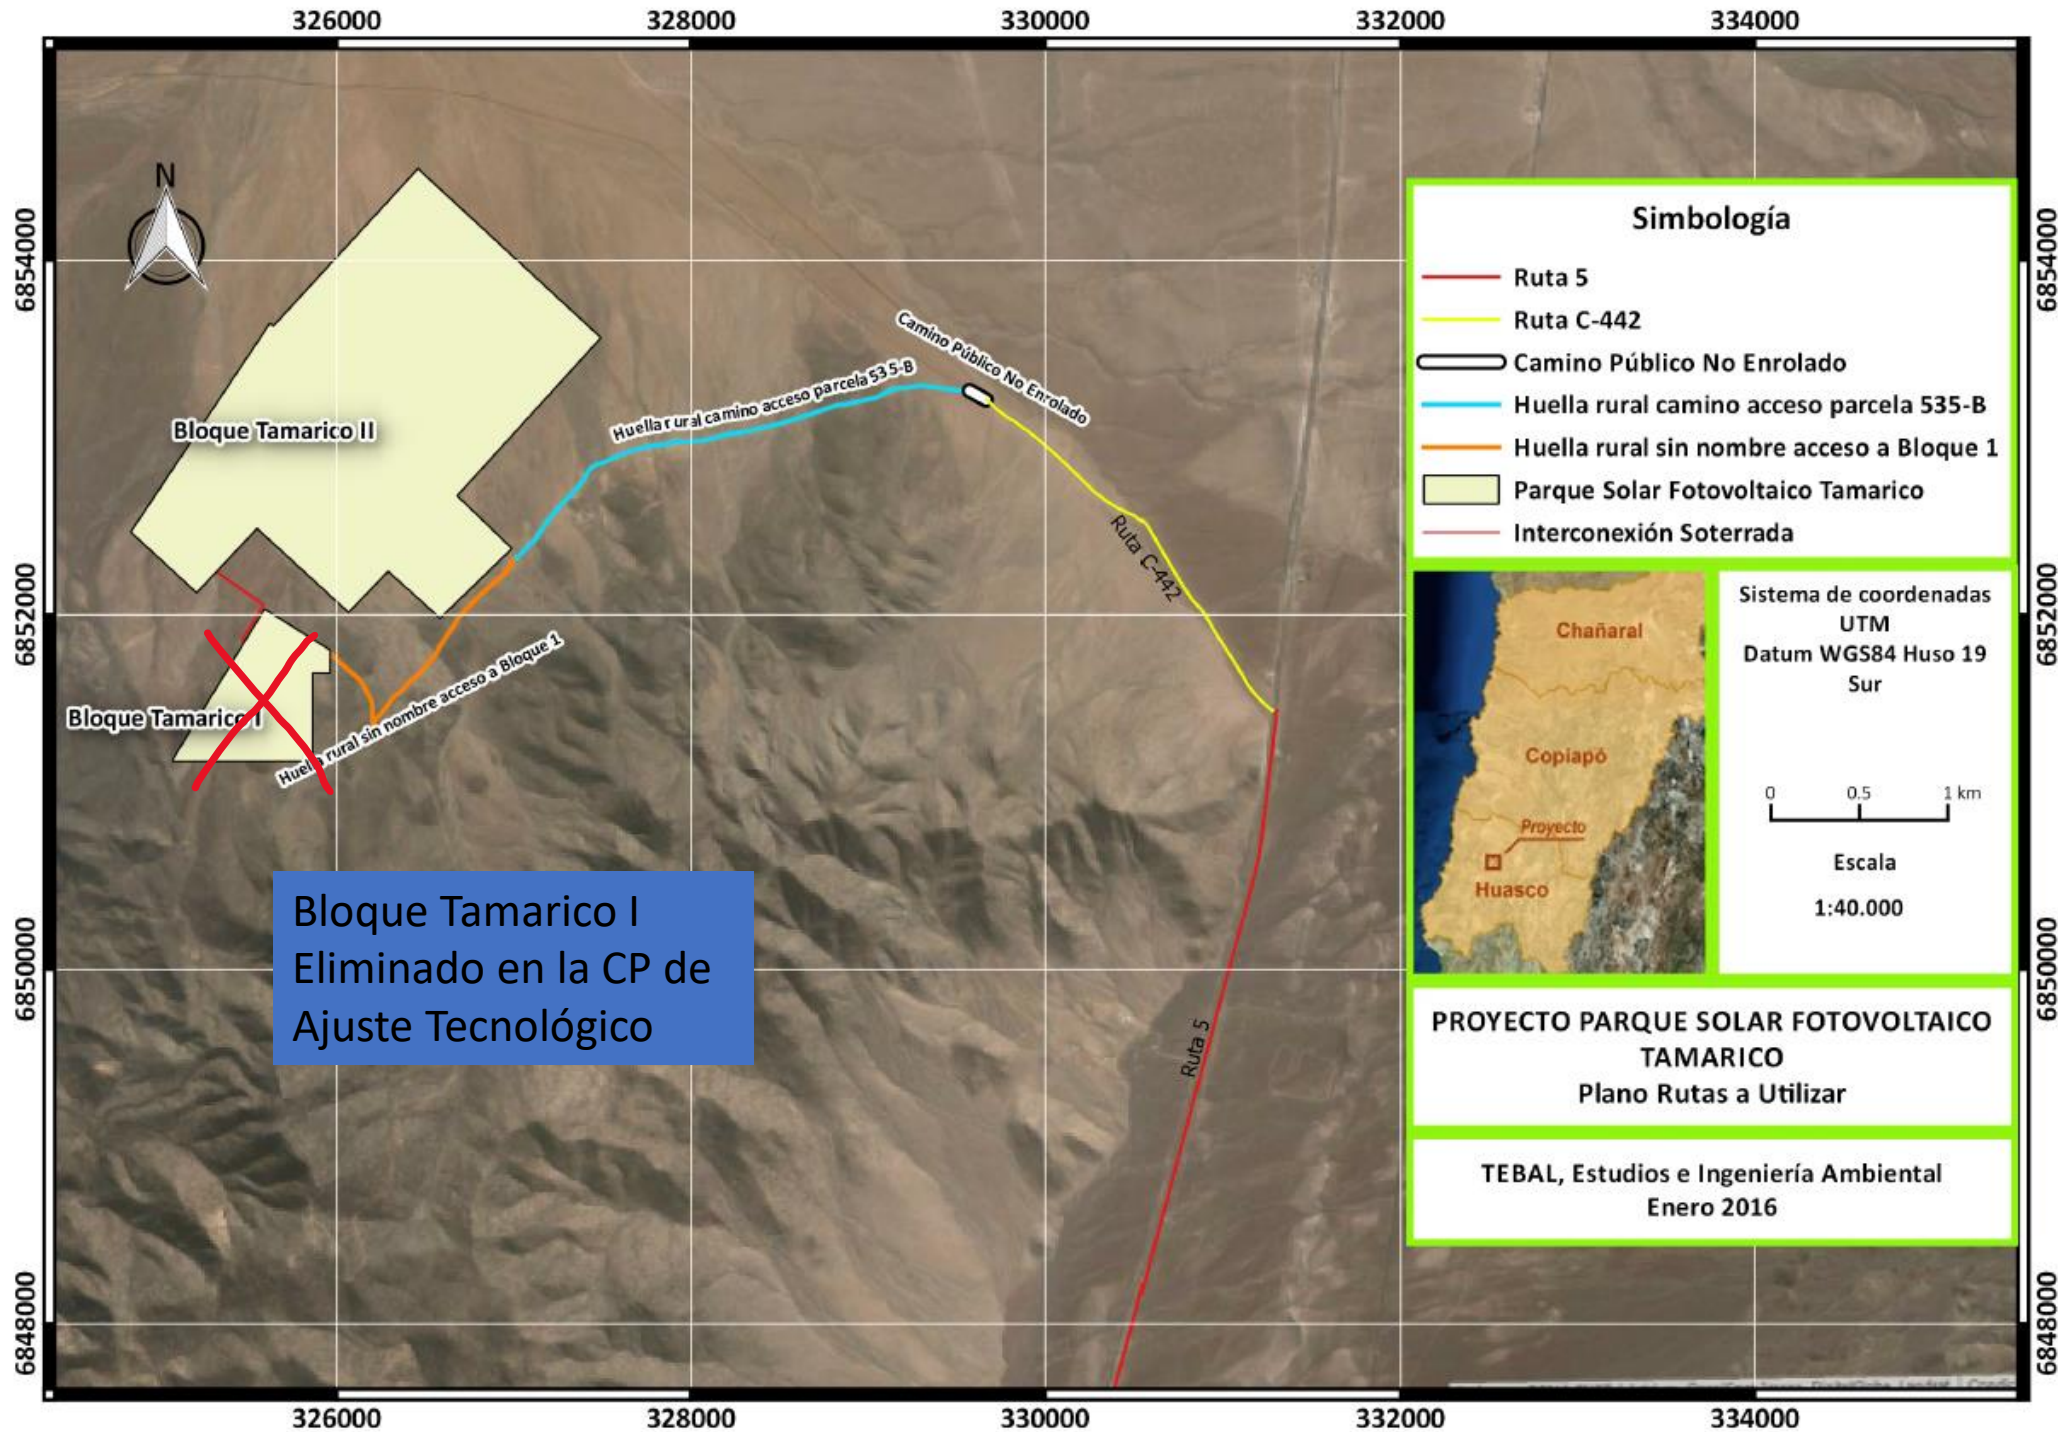 326000
328000
330000
332000
334000
6854000
6852000
6850000
6848000
N
Bloque Tamarico II
Bloque Tamarico I
Huella rural camino acceso parcela 535-B
Camino Público No Enrolado
Ruta C-442
Huella rural sin nombre acceso a Bloque 1
Ruta 5
Bloque Tamarico I
Eliminado en la CP de
Ajuste Tecnológico
Simbología
Ruta 5
Ruta C-442
Camino Público No Enrolado
Huella rural camino acceso parcela 535-B
Huella rural sin nombre acceso a Bloque 1
Parque Solar Fotovoltaico Tamarico
Interconexión Soterrada
Chañaral
Copiapó
Proyecto
Huasco
Sistema de coordenadas
UTM
Datum WGS84 Huso 19
Sur
0 0.5 1 km
Escala
1:40.000
PROYECTO PARQUE SOLAR FOTOVOLTAICO
TAMARICO
Plano Rutas a Utilizar
TEBAL, Estudios e Ingeniería Ambiental
Enero 2016
6854000
6852000
6850000
6848000
326000
328000
330000
332000
334000